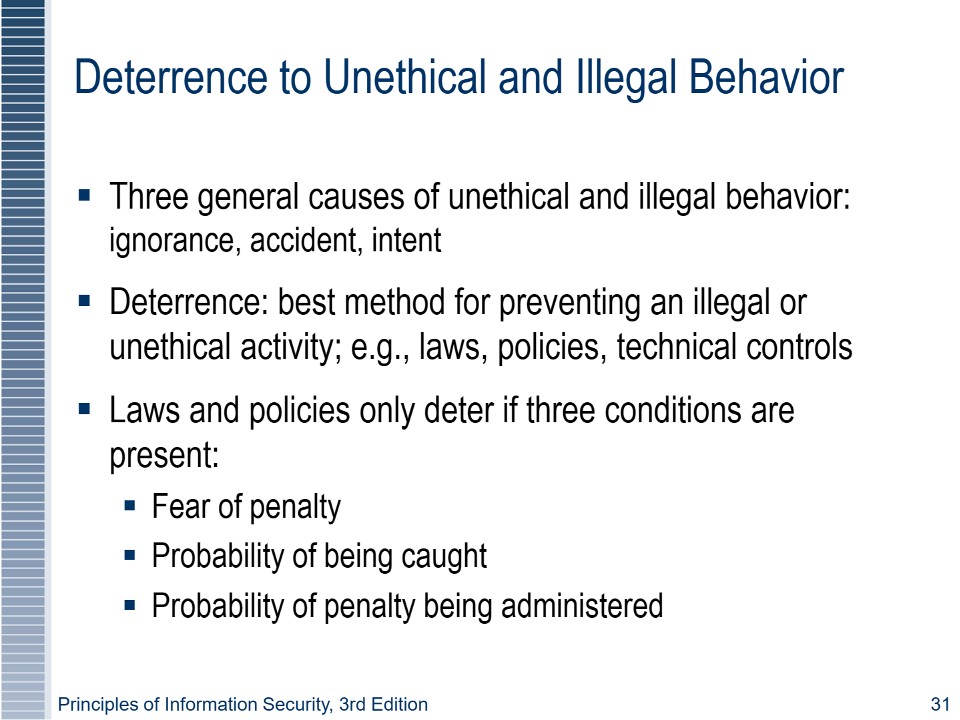 Deterrence to Unethical and Illegal Behavior
Three general causes of unethical and illegal behavior:
ignorance, accident, intent
Deterrence: best method for preventing an illegal or
unethical activity; e.g., laws, policies, technical controls
Laws and policies only deter if three conditions are
present:
Fear of penalty
Probability of being caught
Probability of penalty being administered
Principles of Information Security, 3rd Edition
31